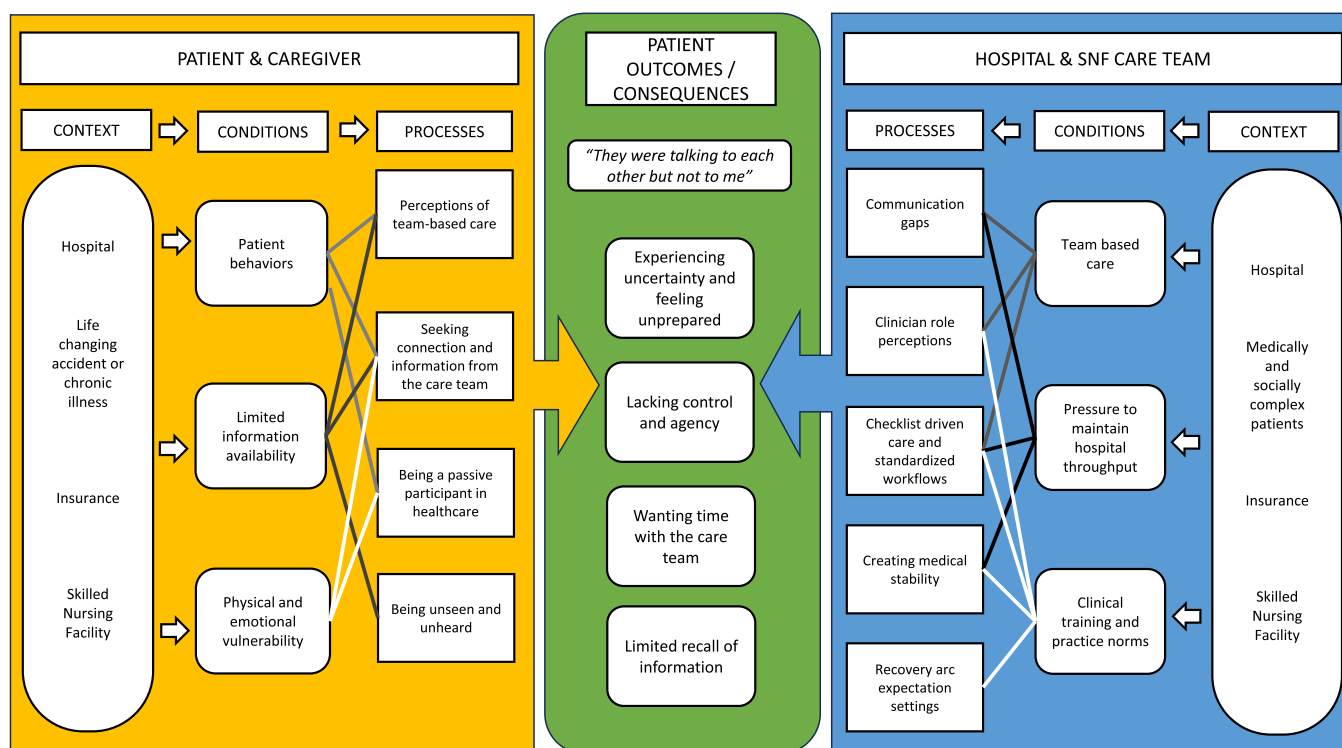 PATIENT & CAREGIVER
CONTEXT
CONDITIONS
PROCESSES
Hospital
Life
changing
accident or
chronic
illness
Insurance
Skilled
Nursing
Facility
Patient
behaviors
Limited
information
availability
Physical and
emotional
vulnerability
Perceptions of
team-based care
Seeking
connection and
information from
the care team
Being a passive
participant in
healthcare
Being unseen and
unheard
PATIENT
OUTCOMES /
CONSEQUENCES
“They were talking to each
other but not to me”
Experiencing
uncertainty and
feeling
unprepared
Lacking control
and agency
Wanting time
with the care
team
Limited recall of
information
HOSPITAL & SNF CARE TEAM
PROCESSES
CONDITIONS
CONTEXT
Communication
gaps
Clinician role
perceptions
Checklist driven
care and
standardized
workflows
Creating medical
stability
Recovery arc
expectation
settings
Team based
care
Pressure to
maintain
hospital
throughput
Clinical
training and
practice norms
Hospital
Medically
and
socially
complex
patients
Insurance
Skilled
Nursing
Facility